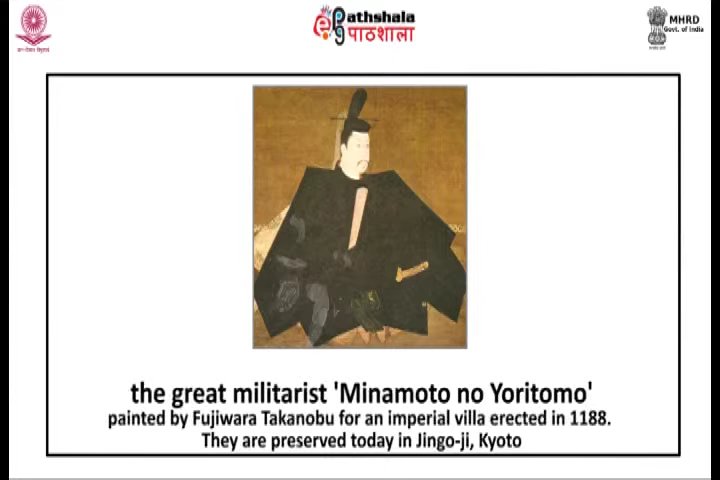 ePathshala
पाठशाला
MHRD
Govt. of India
the great militarist 'Minamoto no Yoritomo'
painted by Fujiwara Takanobu for an imperial villa erected in 1188.
They are preserved today in Jingo-ji, Kyoto